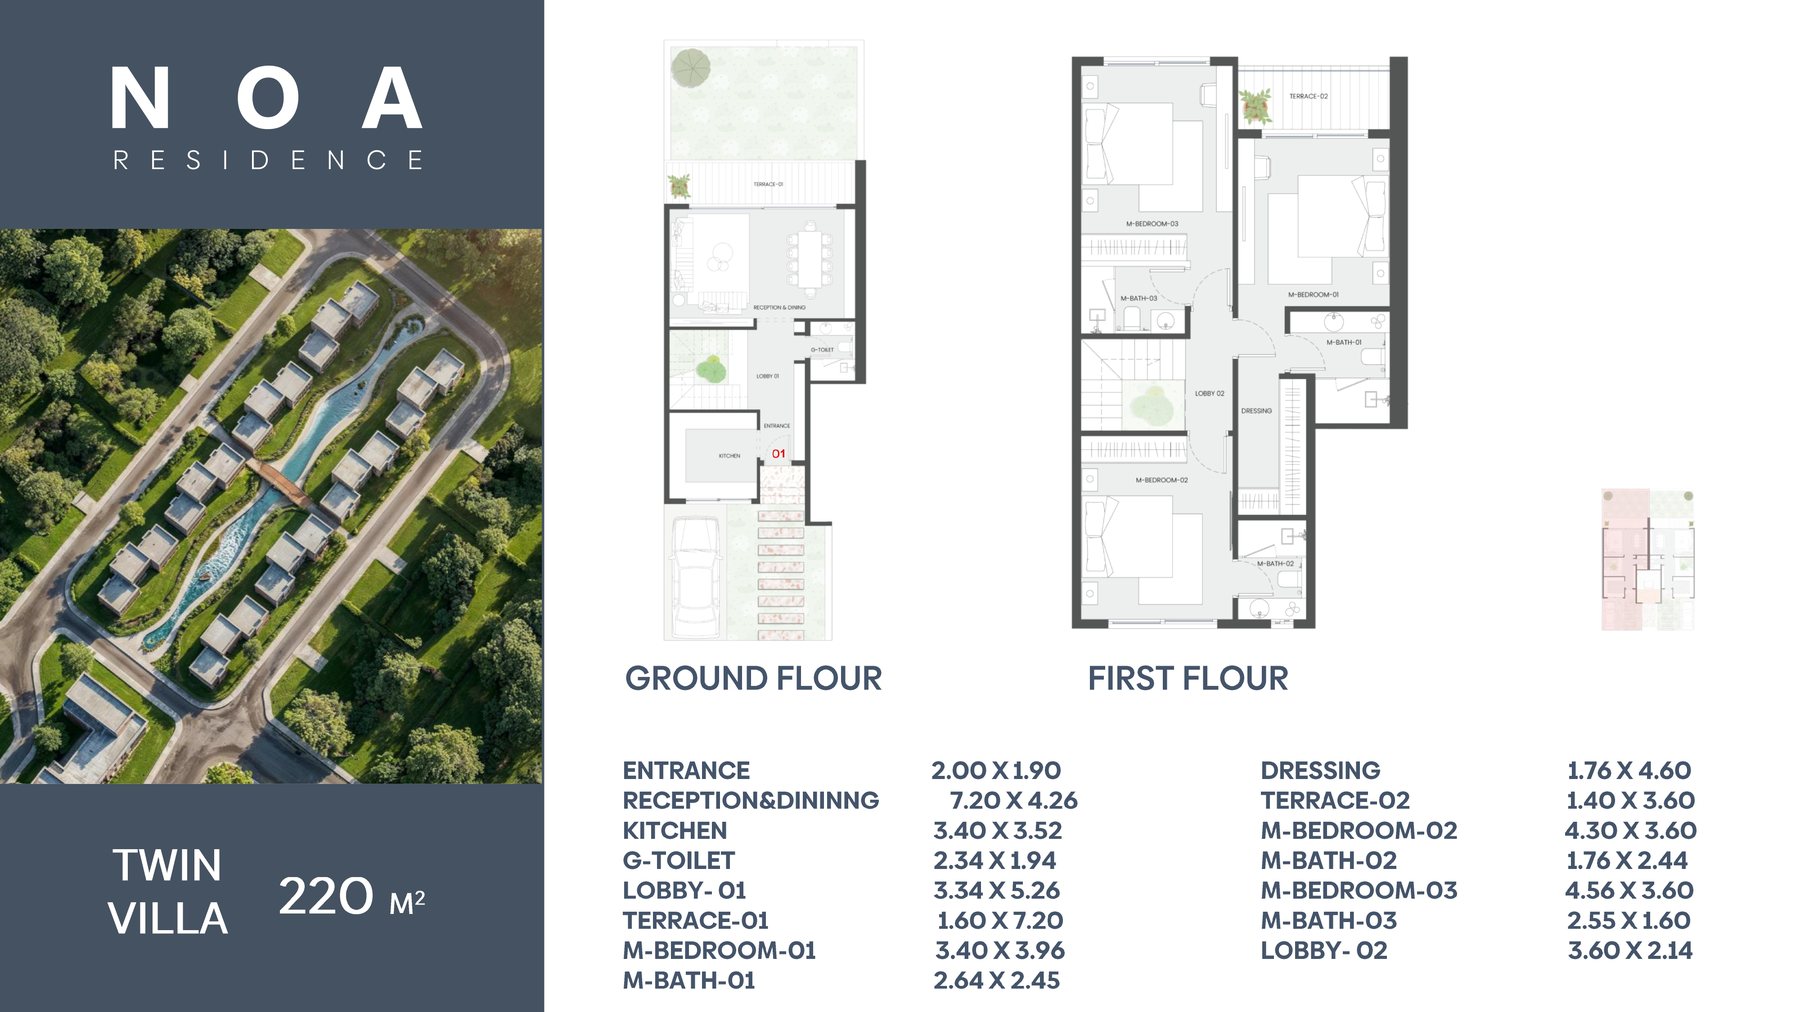 NOA
RESIDENCE
TWIN
VILLA
220 M²
TERRACE-01
RECEPTION & DINING
G-TOILET
LOBBY 01
ENTRANCE
KITCHEN
01
GROUND FLOUR
TERRACE-02
M-BEDROOM-03
M-BEDROOM-01
M-BATH-03
M-BATH-01
LOBBY 02
DRESSING
M-BEDROOM-02
M-BATH-02
FIRST FLOUR
ENTRANCE 2.00 X 1.90
RECEPTION&DININNG 7.20 X 4.26
KITCHEN 3.40 X 3.52
G-TOILET 2.34 X 1.94
LOBBY- 01 3.34 X 5.26
TERRACE-01 1.60 X 7.20
M-BEDROOM-01 3.40 X 3.96
M-BATH-01 2.64 X 2.45
DRESSING 1.76 X 4.60
TERRACE-02 1.40 X 3.60
M-BEDROOM-02 4.30 X 3.60
M-BATH-02 1.76 X 2.44
M-BEDROOM-03 4.56 X 3.60
M-BATH-03 2.55 X 1.60
LOBBY- 02 3.60 X 2.14